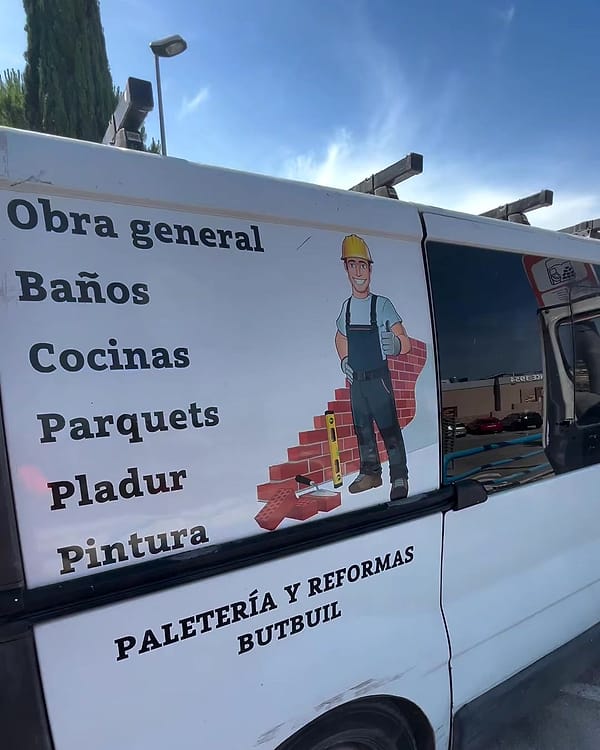 Obra general
Baños
Cocinas
Parquets
Pladur
Pintura
PALETERÍA Y REFORMAS
BUTBUIL